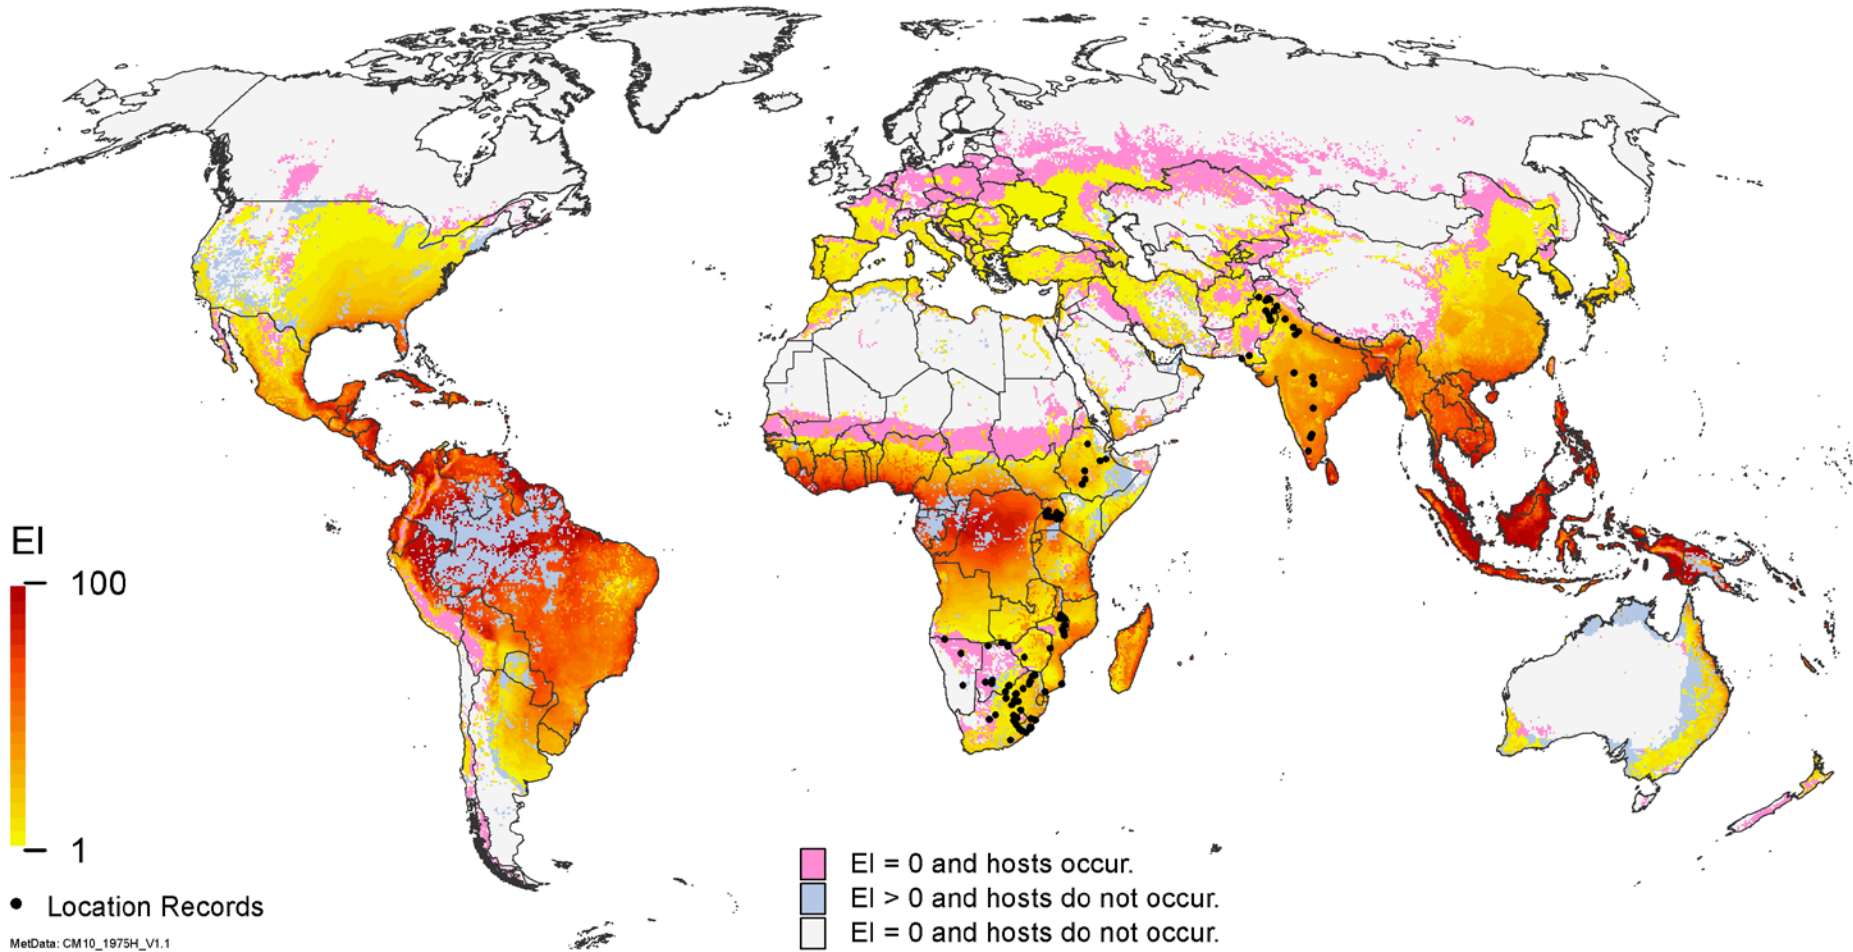 EI
100
1
Location Records
MetData: CM10_1975H_V1.1
EI = 0 and hosts occur.
EI > 0 and hosts do not occur.
EI = 0 and hosts do not occur.